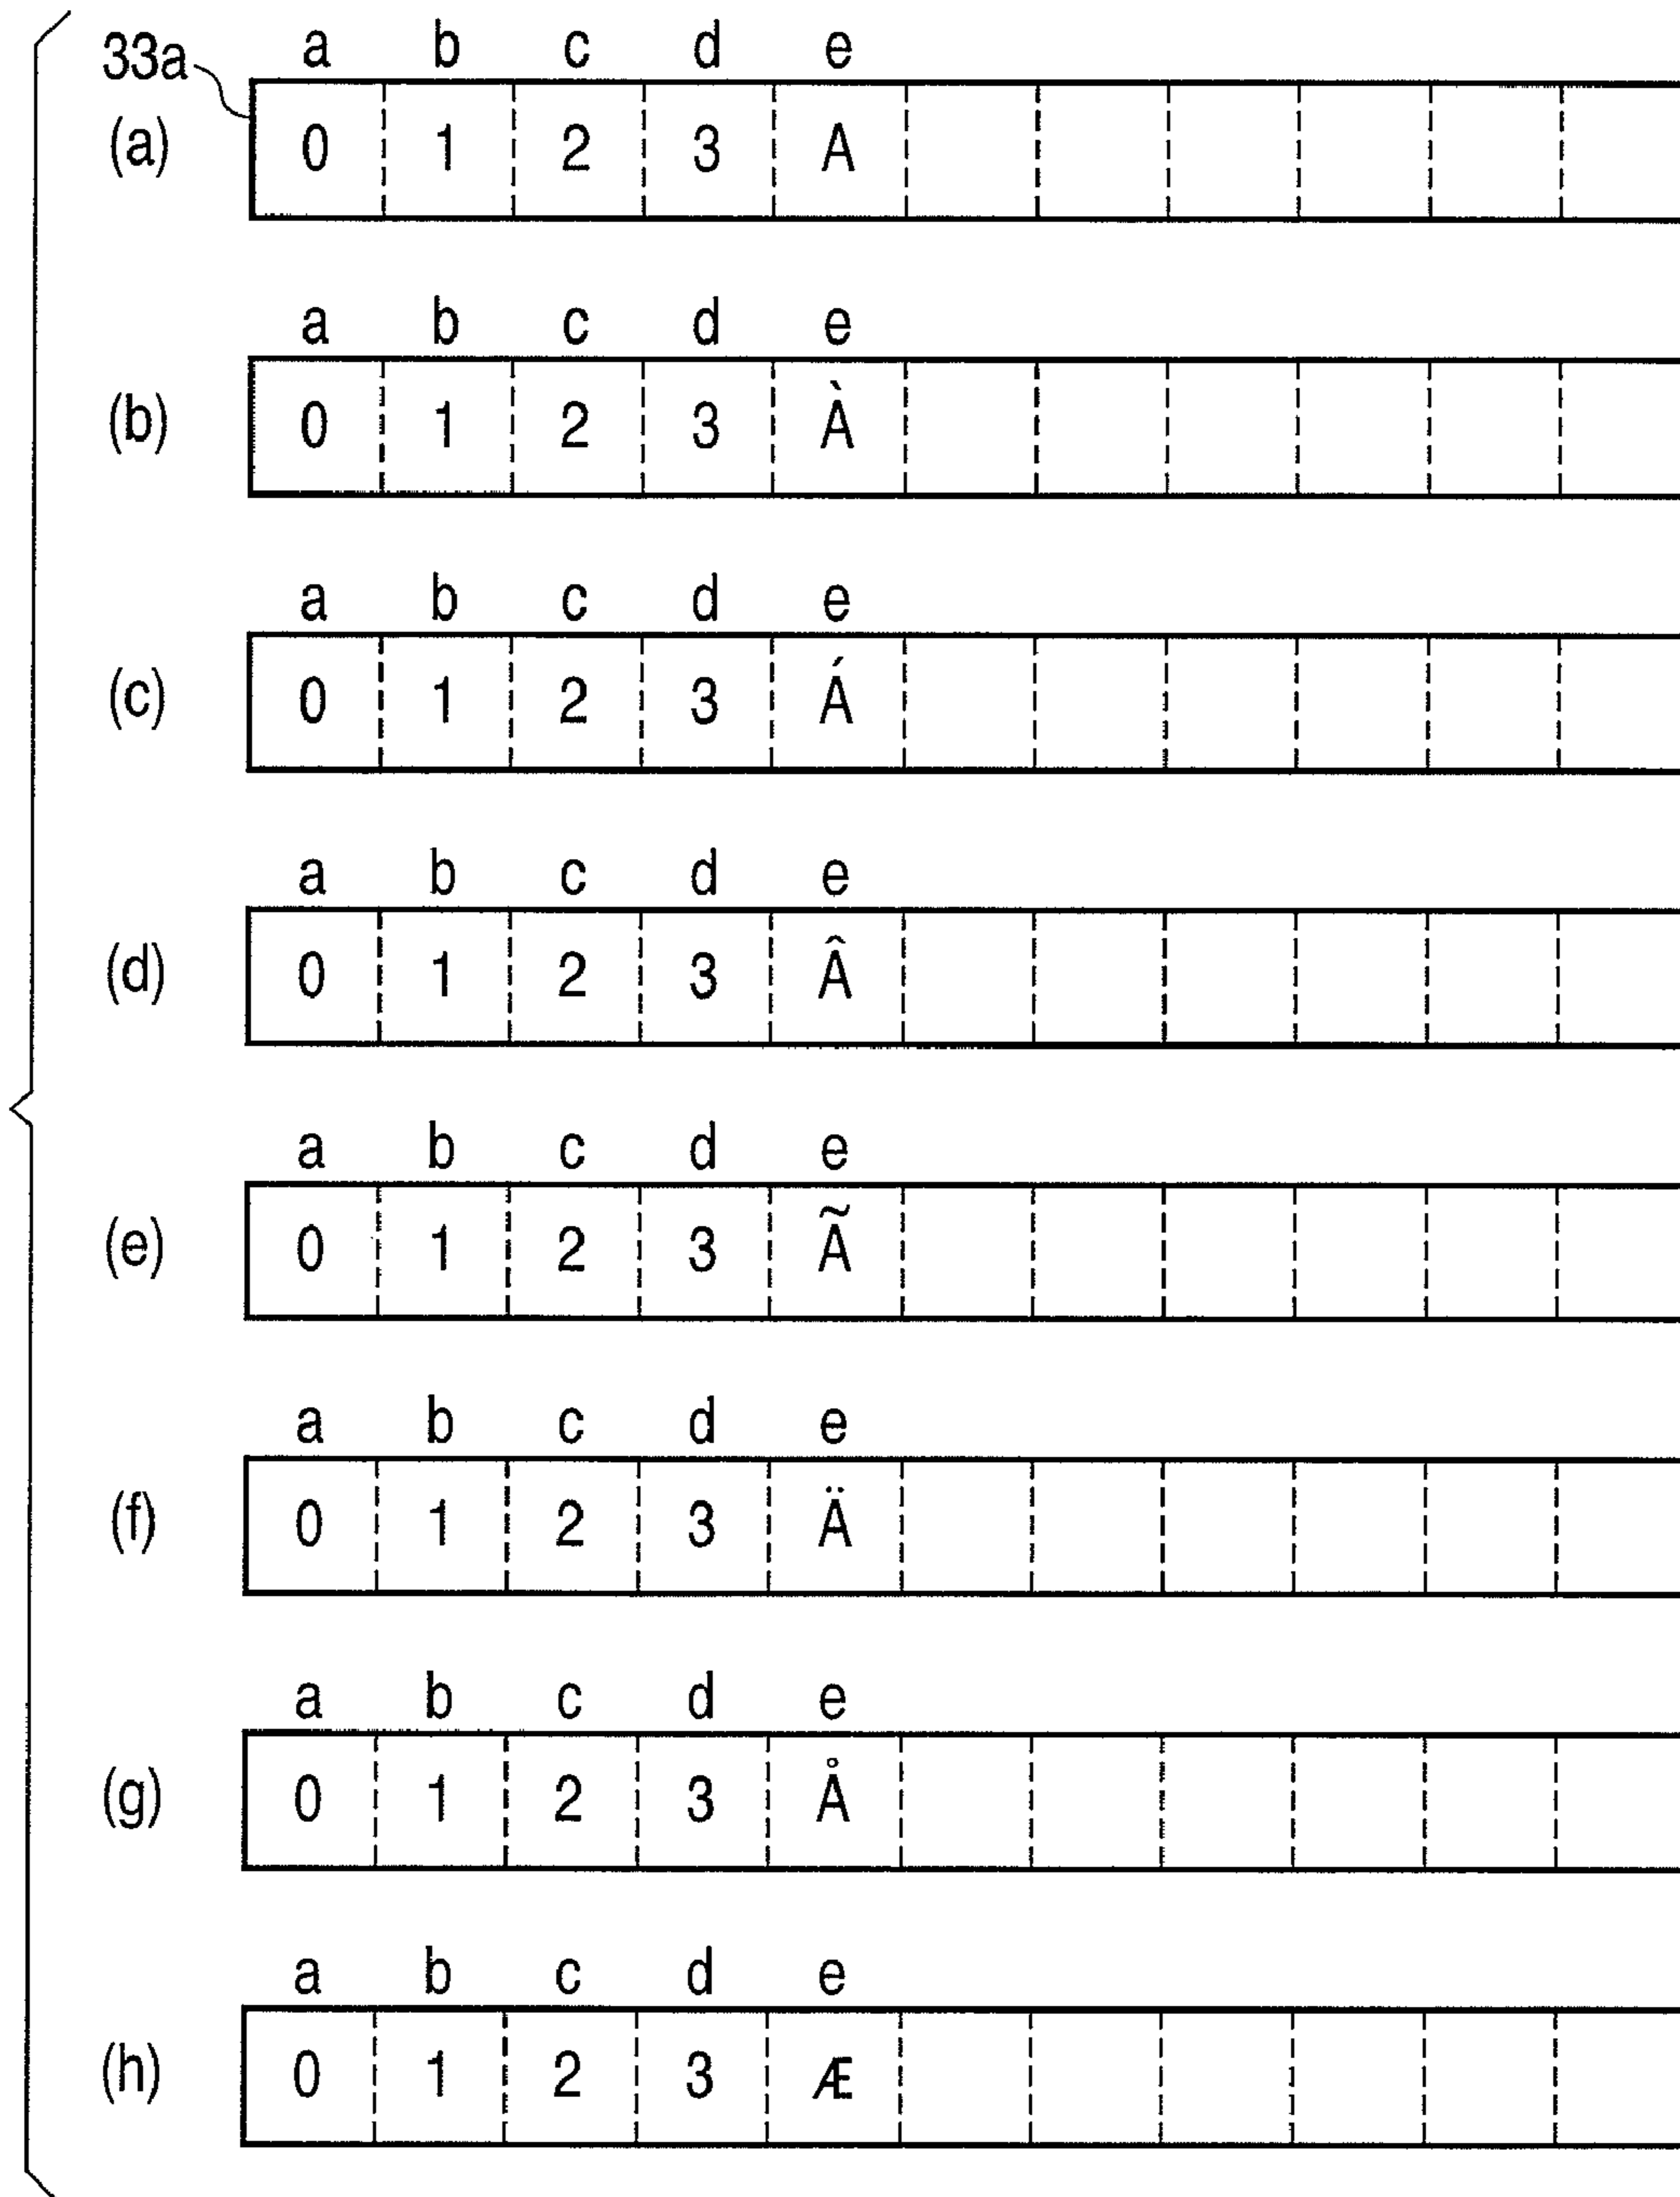 33a a b c d e
(a) 0 1 2 3 A
a b c d e
(b) 0 1 2 3 À
a b c d e
(c) 0 1 2 3 Á
a b c d e
(d) 0 1 2 3 Â
a b c d e
(e) 0 1 2 3 Ã
a b c d e
(f) 0 1 2 3 Ä
a b c d e
(g) 0 1 2 3 Å
a b c d e
(h) 0 1 2 3 Æ